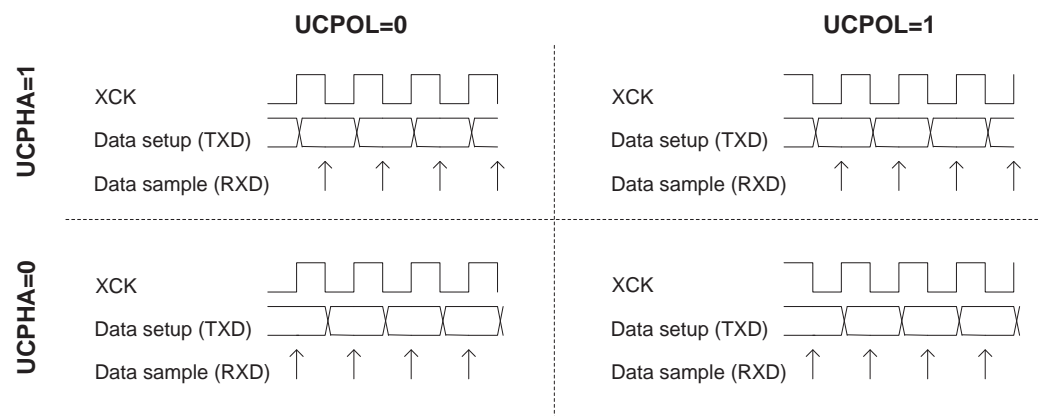 UCPOL=0 UCPOL=1
UCPHA=1
XCK
Data setup (TXD)
Data sample (RXD)
XCK
Data setup (TXD)
Data sample (RXD)
UCPHA=0
XCK
Data setup (TXD)
Data sample (RXD)
XCK
Data setup (TXD)
Data sample (RXD)